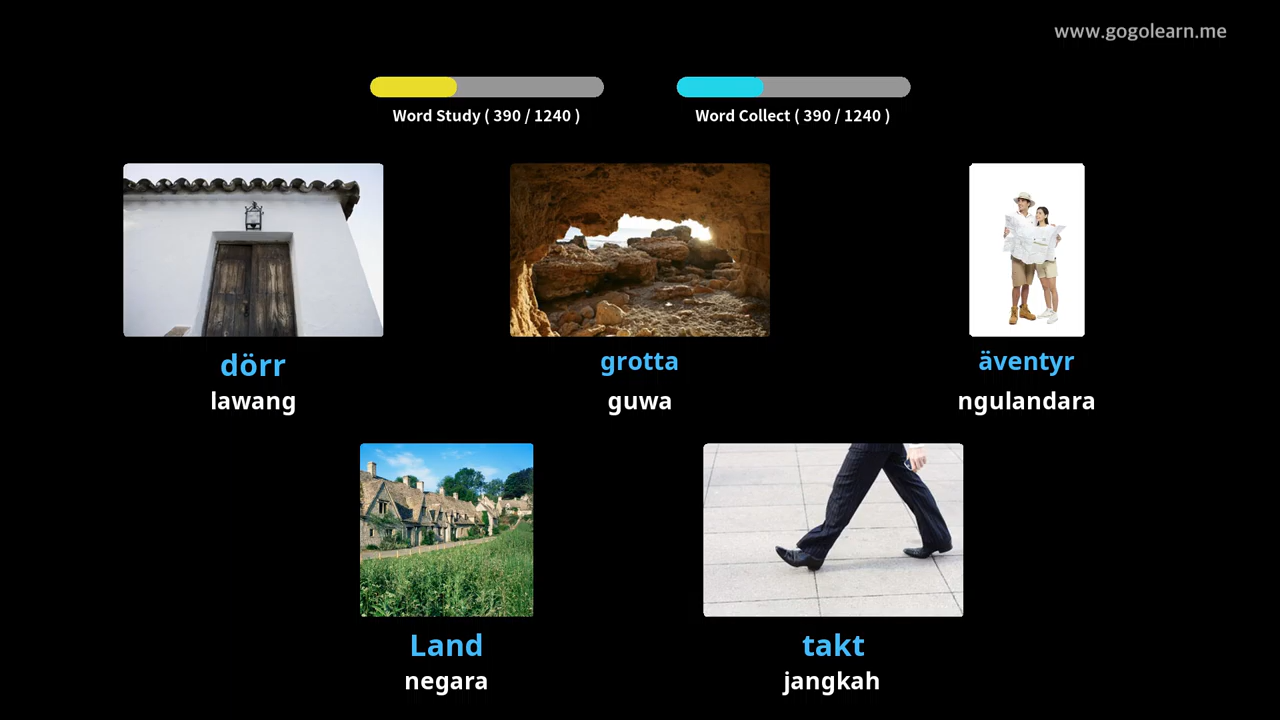 www.gogolearn.me
Word Study ( 390 / 1240 )
Word Collect ( 390 / 1240 )
dörr
lawang
grotta
guwa
äventyr
ngulandara
Land
negara
takt
jangkah